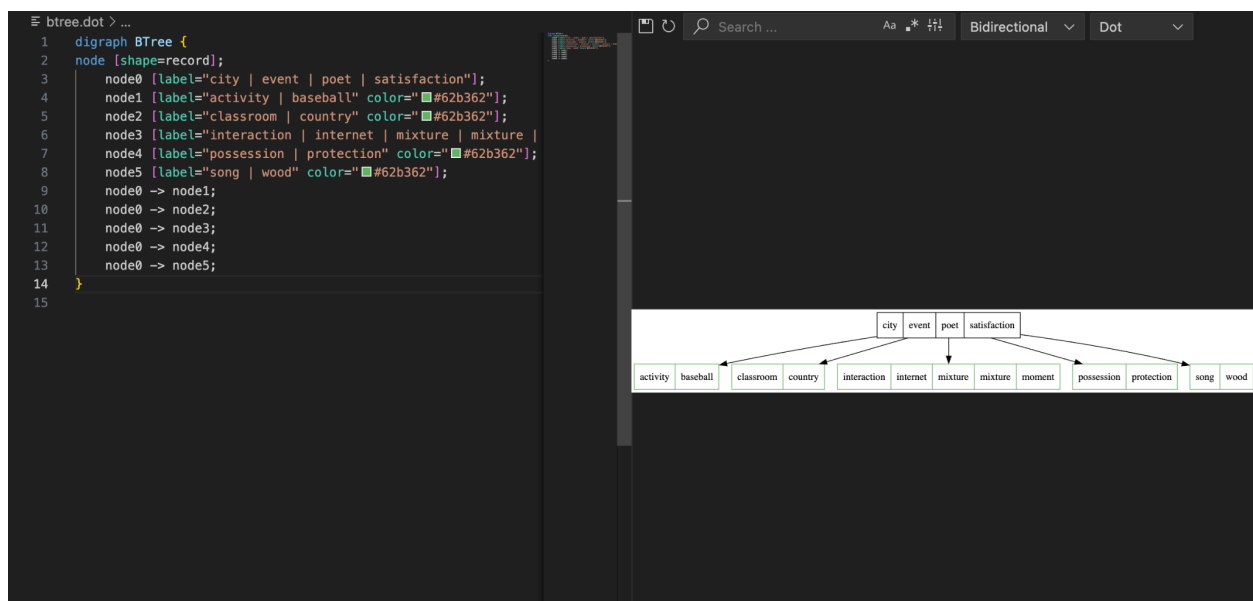 btree.dot > ...
1 digraph BTree {
2 node [shape=record];
3 node0 [label="city | event | poet | satisfaction"];
4 node1 [label="activity | baseball" color="#62b362"];
5 node2 [label="classroom | country" color="#62b362"];
6 node3 [label="interaction | internet | mixture | mixture |
7 node4 [label="possession | protection" color="#62b362"];
8 node5 [label="song | wood" color="#62b362"];
9 node0 -> node1;
10 node0 -> node2;
11 node0 -> node3;
12 node0 -> node4;
13 node0 -> node5;
14 }
15
Search ... Aa .* Bidirectional Dot
city event poet satisfaction
activity baseball classroom country interaction internet mixture mixture moment possession protection song wood